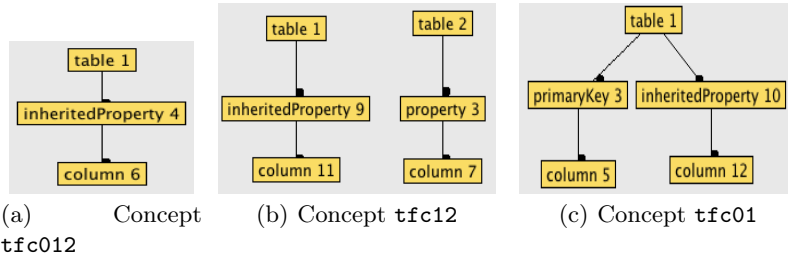 table 1
inheritedProperty 4
column 6
(a) Concept
tfc012
table 1
table 2
inheritedProperty 9
property 3
column 11
column 7
(b) Concept tfc12
table 1
primaryKey 3
inheritedProperty 10
column 5
column 12
(c) Concept tfc01